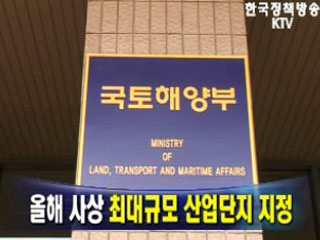 한국정책방송
KTV
국토해양부
MINISTRY
OF
LAND, TRANSPORT AND MARITIME AFFAIRS
올해 사상 최대규모 산업단지 지정